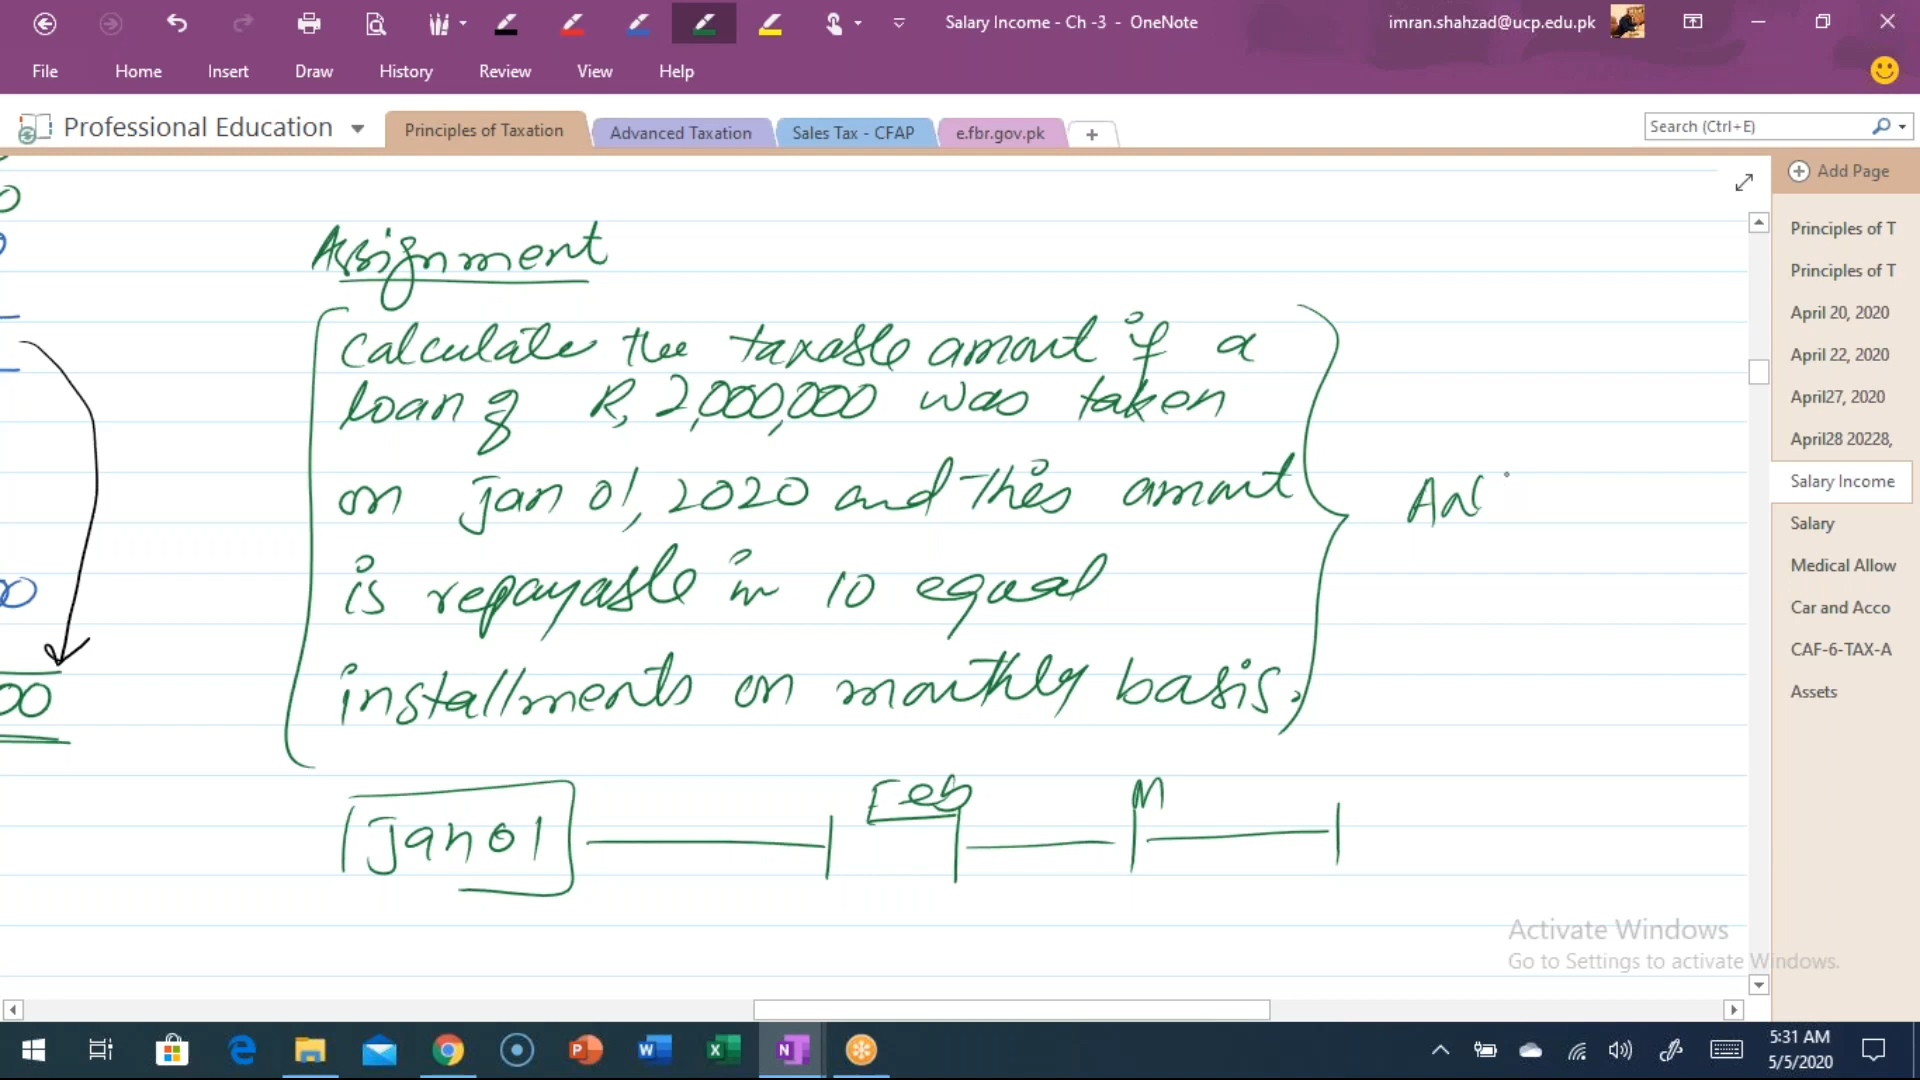 Salary Income - Ch -3 - OneNote
imran.shahzad@ucp.edu.pk
File Home Insert Draw History Review View Help
Professional Education
Principles of Taxation
Advanced Taxation
Sales Tax - CFAP
e.fbr.gov.pk
Search (Ctrl+E)
Add Page
Principles of T
Principles of T
April 20, 2020
April 22, 2020
April27, 2020
April28 20228,
Salary Income
Salary
Medical Allow
Car and Acco
CAF-6-TAX-A
Assets
Assignment
Calculate the taxable amount if a
loan of Rs 2,000,000 was taken
on Jan 01, 2020 and this amount
is repayable in 10 equal
installments on monthly basis.
Jan 01
Feb
M
00
Activate Windows
Go to Settings to activate Windows.
5:31 AM
5/5/2020